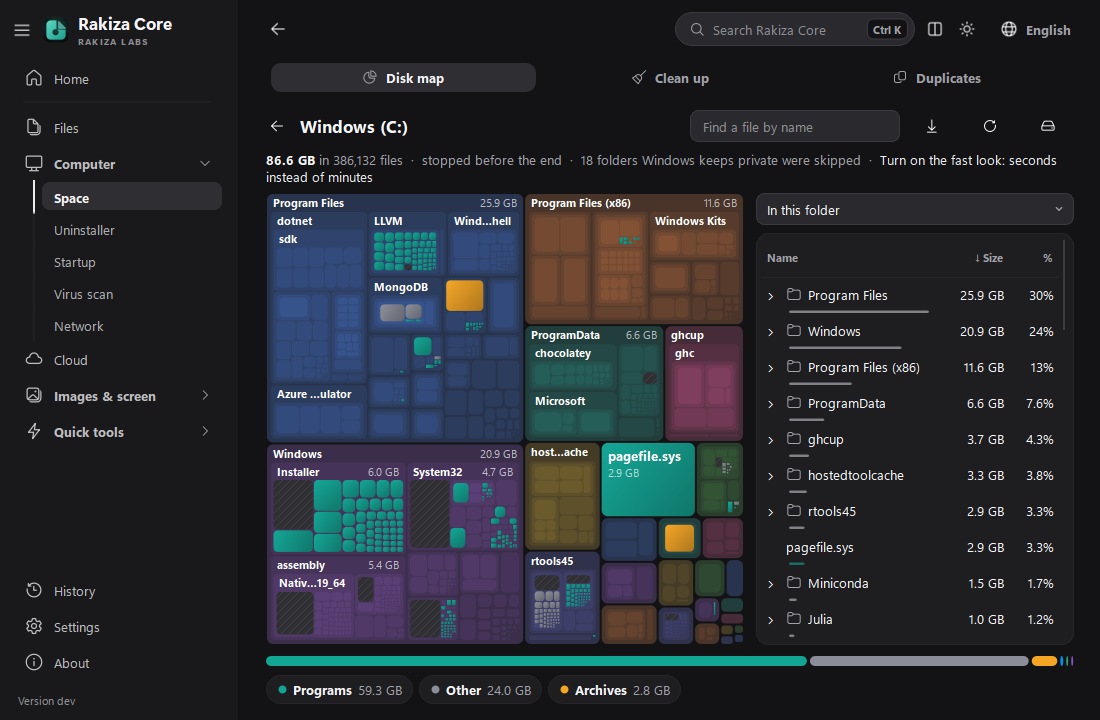 Rakiza Core
RAKIZA LABS
Search Rakiza Core
Ctrl K
English
Home
Files
Computer
Space
Uninstaller
Startup
Virus scan
Network
Cloud
Images & screen
Quick tools
History
Settings
About
Version dev
Disk map
Clean up
Duplicates
Windows (C:)
Find a file by name
86.6 GB in 386,132 files · stopped before the end · 18 folders Windows keeps private were skipped · Turn on the fast look: seconds
instead of minutes
Program Files 25.9 GB
dotnet
sdk
LLVM
Wind...hell
MongoDB
Azure ...ulator
Program Files (x86) 11.6 GB
Windows Kits
ProgramData 6.6 GB
chocolatey
Microsoft
ghcup
ghc
Windows 20.9 GB
Installer 6.0 GB
System32 4.7 GB
assembly 5.4 GB
Nativ...19_64
host...ache
pagefile.sys
2.9 GB
rtools45
In this folder
Name ↓ Size %
Program Files 25.9 GB 30%
Windows 20.9 GB 24%
Program Files (x86) 11.6 GB 13%
ProgramData 6.6 GB 7.6%
ghcup 3.7 GB 4.3%
hostedtoolcache 3.3 GB 3.8%
rtools45 2.9 GB 3.3%
pagefile.sys 2.9 GB 3.3%
Miniconda 1.5 GB 1.7%
Julia 1.0 GB 1.2%
Programs 59.3 GB
Other 24.0 GB
Archives 2.8 GB